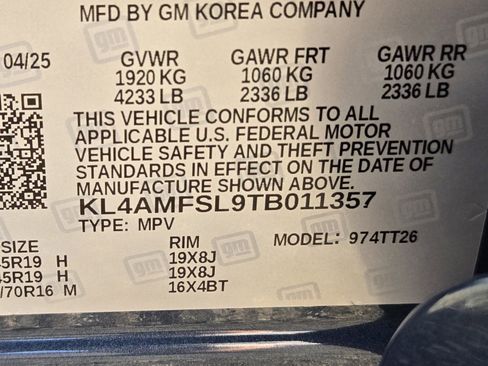 MFD BY GM KOREA COMPANY
04/25 GVWR GAWR FRT GAWR RR
1920 KG 1060 KG 1060 KG
4233 LB 2336 LB 2336 LB
THIS VEHICLE CONFORMS TO ALL
APPLICABLE U.S. FEDERAL MOTOR
VEHICLE SAFETY AND THEFT PREVENTION
STANDARDS IN EFFECT ON THE DATE OF
MANUFACTURE SHOWN ABOVE.
KL4AMFSL9TB011357
TYPE: MPV MODEL: 974TT26
RIM
5R19 H 19X8J
5R19 H 19X8J
/70R16 M 16X4BT
gm